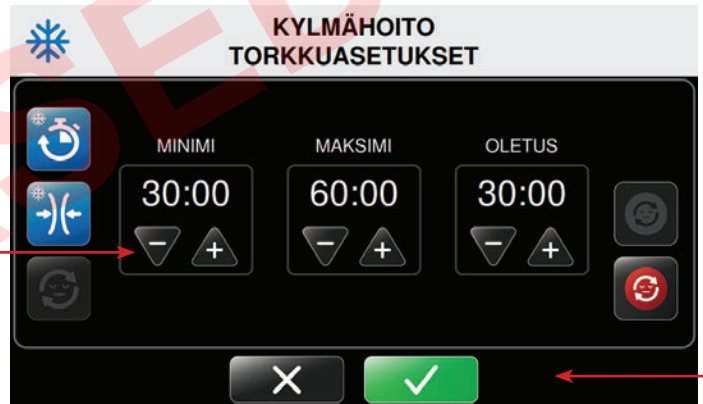 KYLMÄHOITO
TORKKUASETUKSET
MINIMI MAKSIMI OLETUS
30:00 60:00 30:00